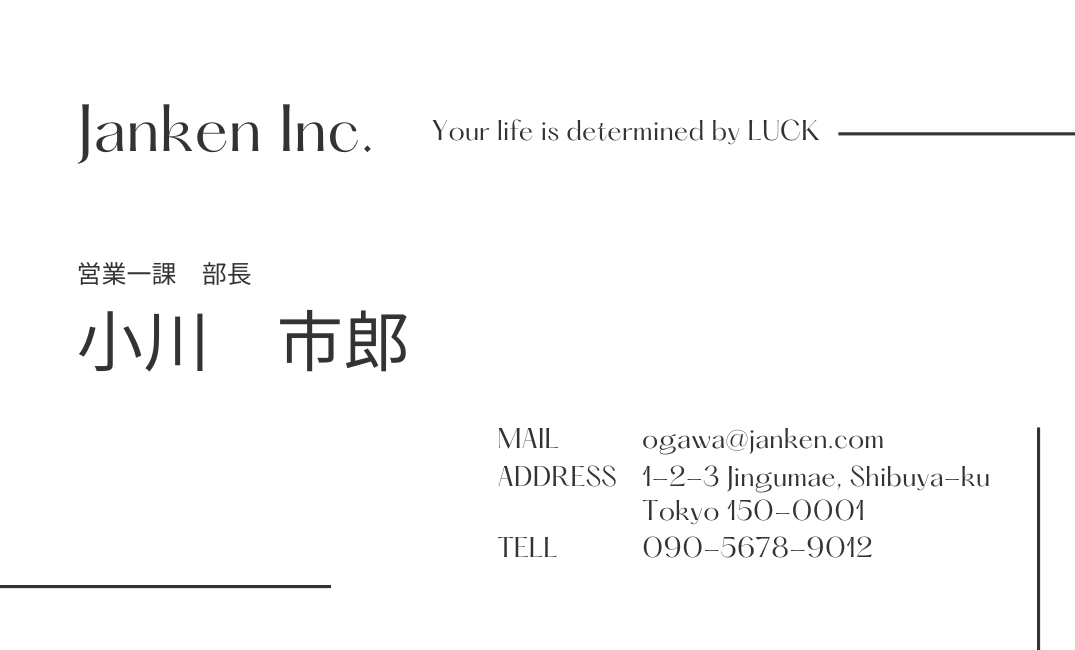 Janken Inc. Your life is determined by LUCK
営業一課　部長
小川　市郎
MAIL ogawa@janken.com
ADDRESS 1-2-3 Jingumae, Shibuya-ku
Tokyo 150-0001
TELL 090-5678-9012